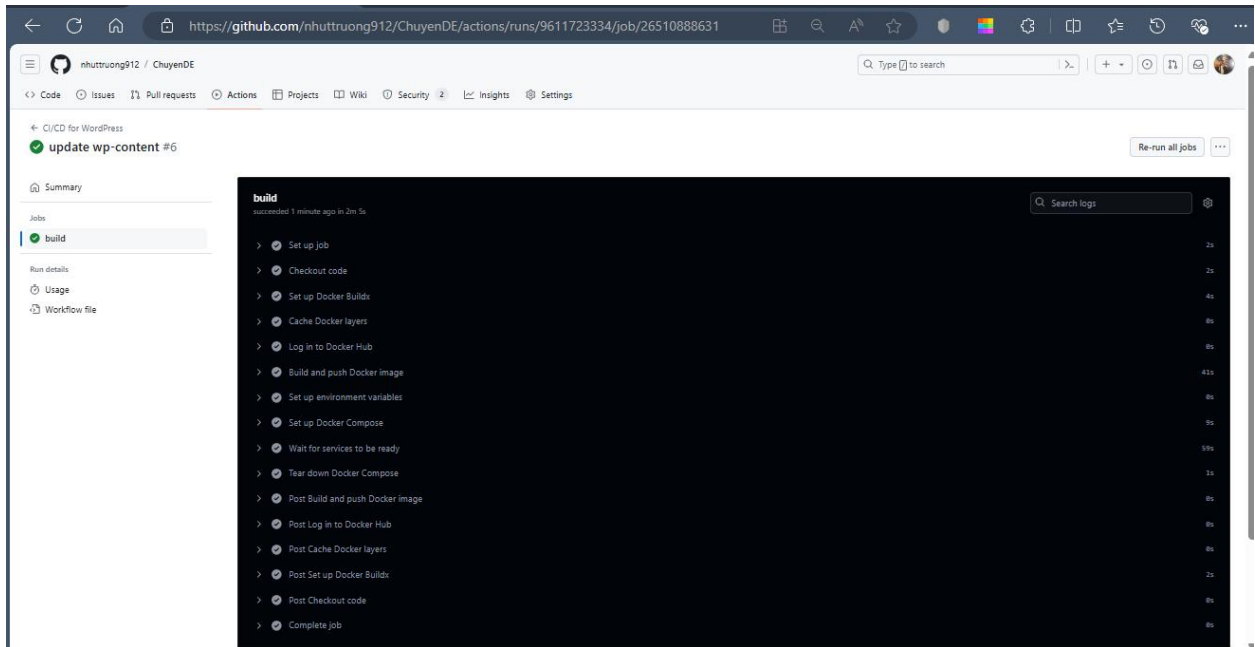 https://github.com/nhuttruong912/ChuyenDE/actions/runs/9611723334/job/26510888631
nhuttruong912 / ChuyenDE
Type / to search
Code Issues Pull requests Actions Projects Wiki Security 2 Insights Settings
← CI/CD for WordPress
update wp-content #6
Re-run all jobs
Summary
Jobs
build
Run details
Usage
Workflow file
build
succeeded 1 minute ago in 2m 5s
Search logs
Set up job 2s
Checkout code 2s
Set up Docker Buildx 4s
Cache Docker layers 0s
Log in to Docker Hub 0s
Build and push Docker image 41s
Set up environment variables 0s
Set up Docker Compose 9s
Wait for services to be ready 59s
Tear down Docker Compose 1s
Post Build and push Docker image 0s
Post Log in to Docker Hub 0s
Post Cache Docker layers 0s
Post Set up Docker Buildx 2s
Post Checkout code 0s
Complete job 0s